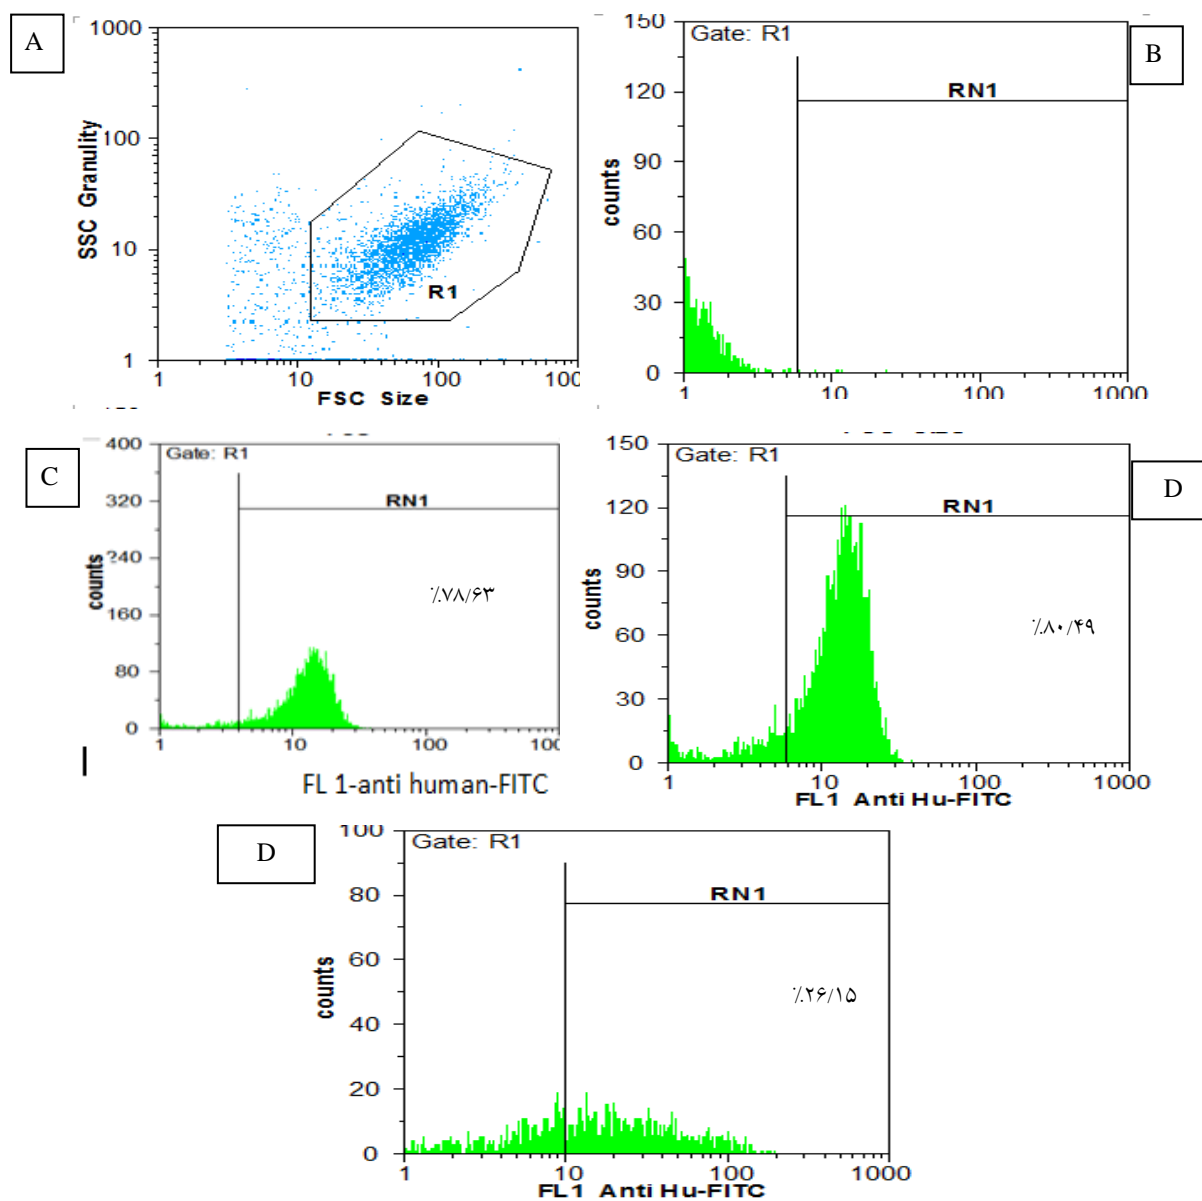 A
1000
100
10
1
SSC Granulity
R1
1
10
100
100
FSC Size
B
150
120
90
60
30
0
counts
Gate: R1
RN1
1
10
100
1000
C
400
320
240
160
80
0
counts
Gate: R1
RN1
٪۷۸/۶۳
1
10
100
100
FL 1-anti human-FITC
D
150
120
90
60
30
0
counts
Gate: R1
RN1
٪۸۰/۴۹
1
10
100
1000
FL1 Anti Hu-FITC
D
100
80
60
40
20
0
counts
Gate: R1
RN1
٪۲۶/۱۵
1
10
100
1000
FL1 Anti Hu-FITC